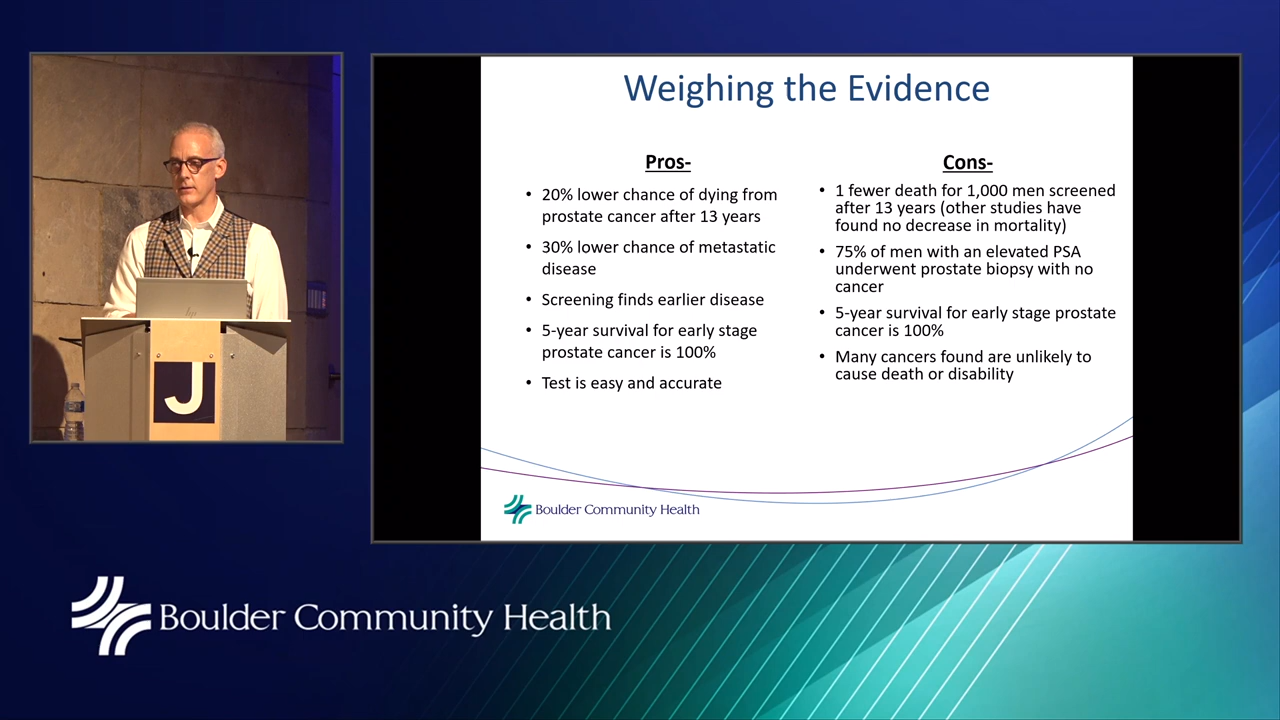 Weighing the Evidence
Pros-
• 20% lower chance of dying from
prostate cancer after 13 years
• 30% lower chance of metastatic
disease
• Screening finds earlier disease
• 5-year survival for early stage
prostate cancer is 100%
• Test is easy and accurate
Cons-
• 1 fewer death for 1,000 men screened
after 13 years (other studies have
found no decrease in mortality)
• 75% of men with an elevated PSA
underwent prostate biopsy with no
cancer
• 5-year survival for early stage prostate
cancer is 100%
• Many cancers found are unlikely to
cause death or disability
Boulder Community Health
J
hp
Boulder Community Health